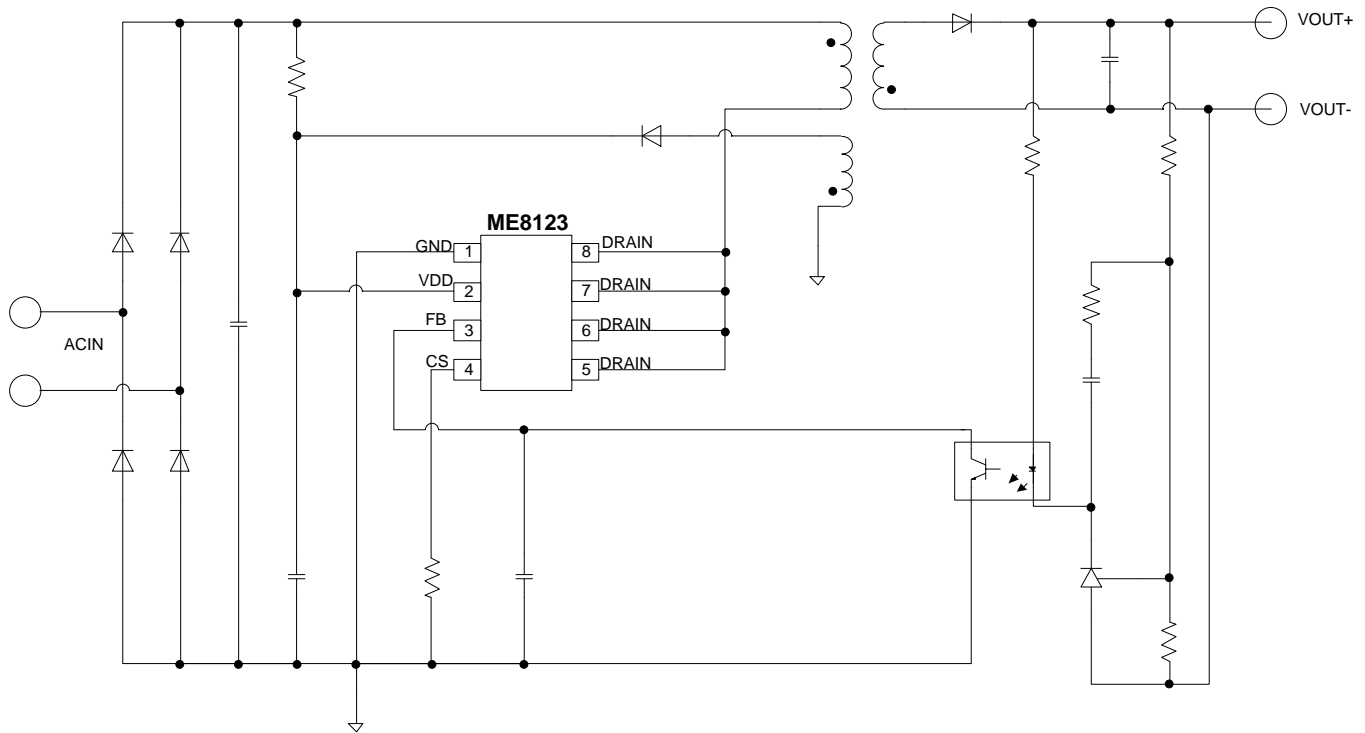 VOUT+
VOUT-
ME8123
GND 1 8 DRAIN
VDD 2 7 DRAIN
FB 3 6 DRAIN
CS 4 5 DRAIN
ACIN